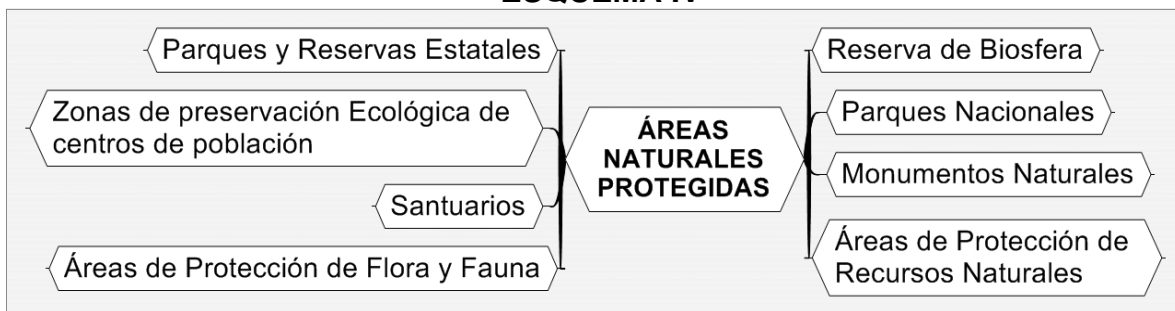 Parques y Reservas Estatales
Zonas de preservación Ecológica de
centros de población
Santuarios
Áreas de Protección de Flora y Fauna
ÁREAS
NATURALES
PROTEGIDAS
Reserva de Biosfera
Parques Nacionales
Monumentos Naturales
Áreas de Protección de
Recursos Naturales